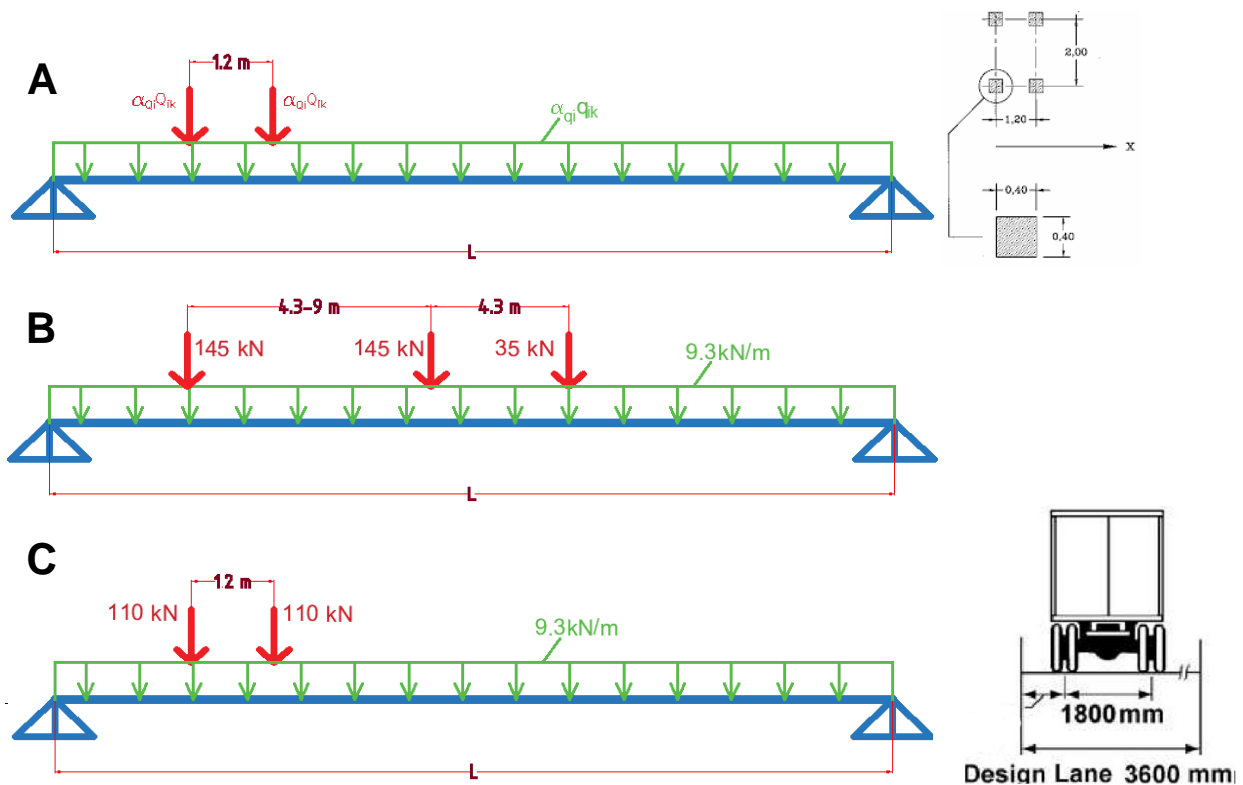 A
1.2 m
αQiQik
αQiQik
αqiqik
L
2,00
1,20
X
0,40
0,40
B
4.3-9 m
4.3 m
145 kN
145 kN
35 kN
9.3kN/m
L
C
1.2 m
110 kN
110 kN
9.3kN/m
L
1800mm
Design Lane 3600 mm